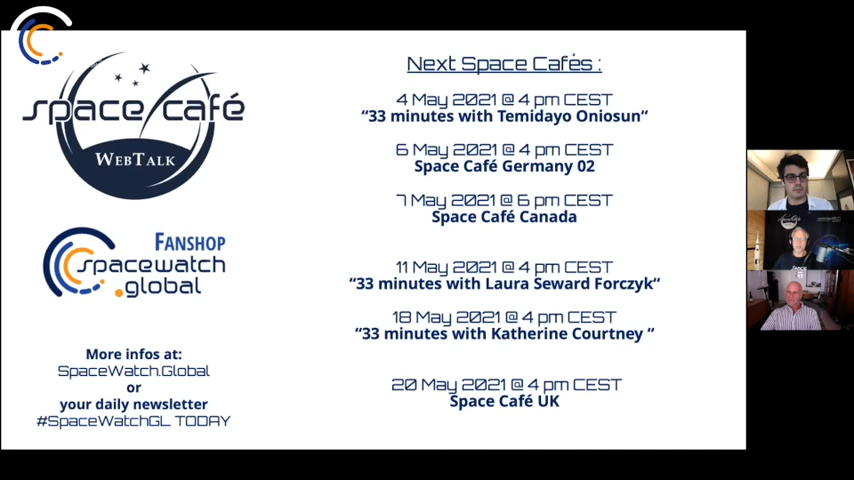 space café
WEBTALK
FANSHOP
spacewatch
.global
More infos at:
SpaceWatch.Global
or
your daily newsletter
#SpaceWatchGL TODAY
Next Space Cafés :
4 May 2021 @ 4 pm CEST
“33 minutes with Temidayo Oniosun“
6 May 2021 @ 4 pm CEST
Space Café Germany 02
7 May 2021 @ 6 pm CEST
Space Café Canada
11 May 2021 @ 4 pm CEST
“33 minutes with Laura Seward Forczyk“
18 May 2021 @ 4 pm CEST
“33 minutes with Katherine Courtney “
20 May 2021 @ 4 pm CEST
Space Café UK